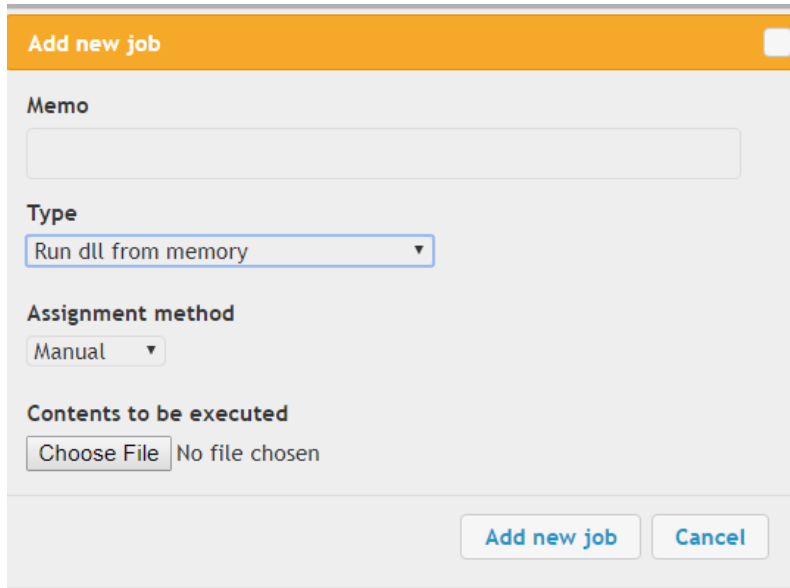 Add new job
Memo
Type
Run dll from memory
Assignment method
Manual
Contents to be executed
Choose File No file chosen
Add new job Cancel